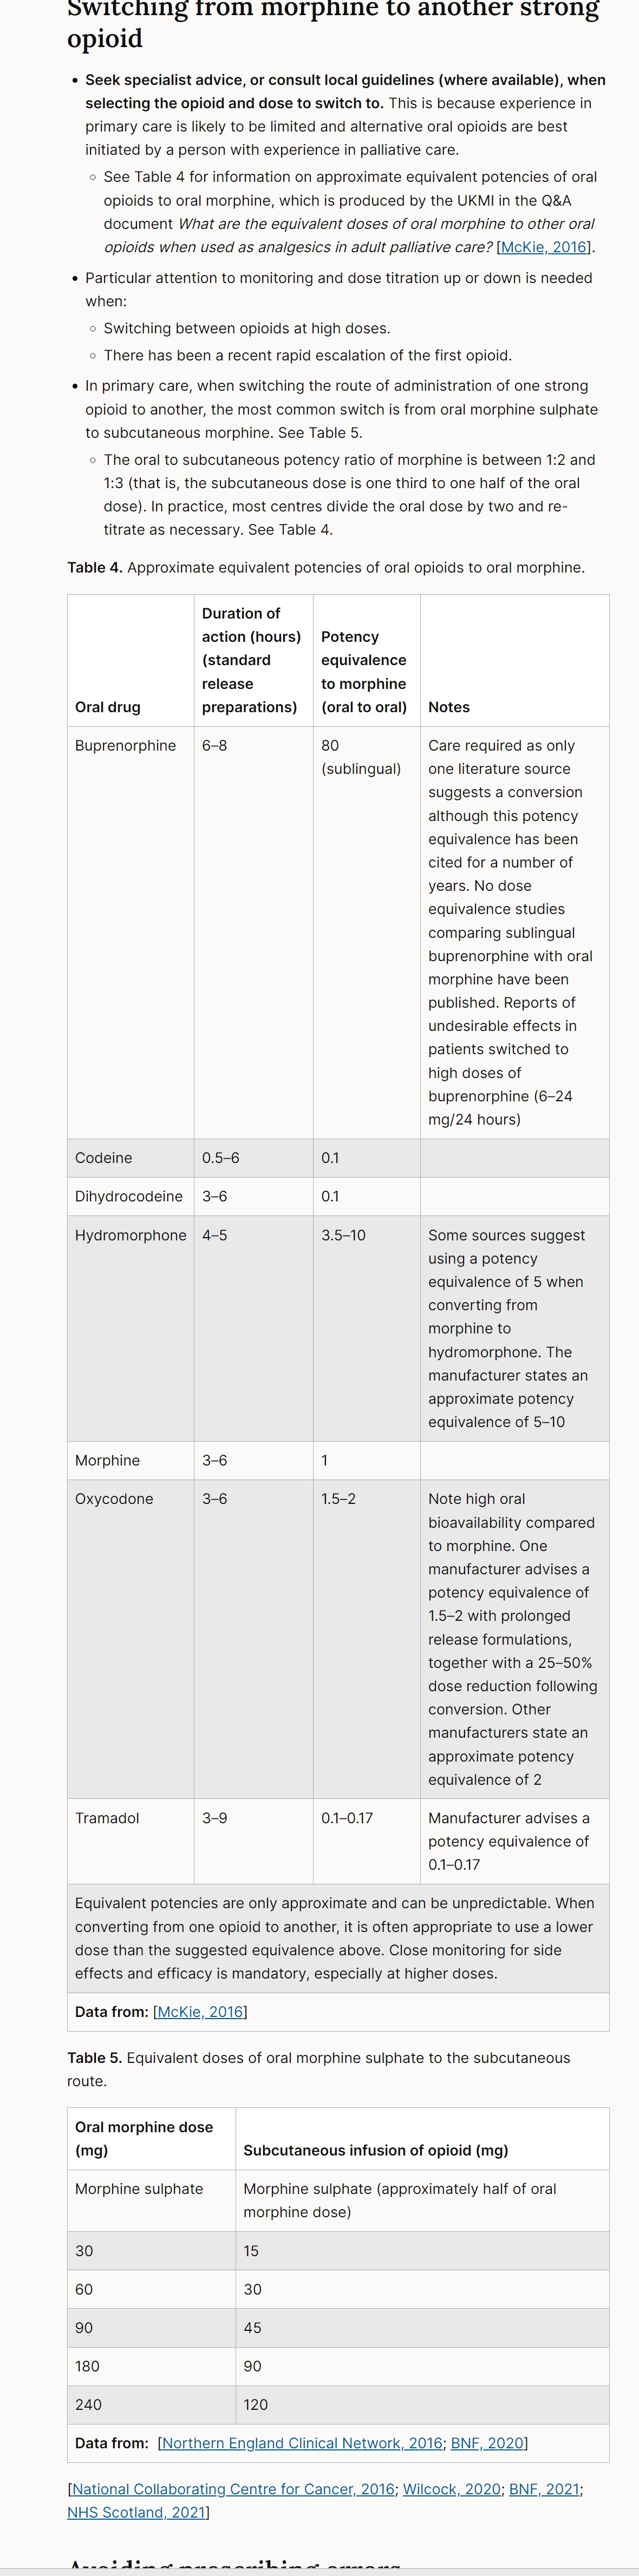 Switching from morphine to another strong
opioid
• Seek specialist advice, or consult local guidelines (where available), when
selecting the opioid and dose to switch to. This is because experience in
primary care is likely to be limited and alternative oral opioids are best
initiated by a person with experience in palliative care.
○ See Table 4 for information on approximate equivalent potencies of oral
opioids to oral morphine, which is produced by the UKMI in the Q&A
document What are the equivalent doses of oral morphine to other oral
opioids when used as analgesics in adult palliative care? [McKie, 2016].
• Particular attention to monitoring and dose titration up or down is needed
when:
○ Switching between opioids at high doses.
○ There has been a recent rapid escalation of the first opioid.
• In primary care, when switching the route of administration of one strong
opioid to another, the most common switch is from oral morphine sulphate
to subcutaneous morphine. See Table 5.
○ The oral to subcutaneous potency ratio of morphine is between 1:2 and
1:3 (that is, the subcutaneous dose is one third to one half of the oral
dose). In practice, most centres divide the oral dose by two and re-
titrate as necessary. See Table 4.
Table 4. Approximate equivalent potencies of oral opioids to oral morphine.
Oral drug
Duration of
action (hours)
(standard
release
preparations)
Potency
equivalence
to morphine
(oral to oral)
Notes
Buprenorphine
6–8
80
(sublingual)
Care required as only
one literature source
suggests a conversion
although this potency
equivalence has been
cited for a number of
years. No dose
equivalence studies
comparing sublingual
buprenorphine with oral
morphine have been
published. Reports of
undesirable effects in
patients switched to
high doses of
buprenorphine (6–24
mg/24 hours)
Codeine
0.5–6
0.1
Dihydrocodeine
3–6
0.1
Hydromorphone
4–5
3.5–10
Some sources suggest
using a potency
equivalence of 5 when
converting from
morphine to
hydromorphone. The
manufacturer states an
approximate potency
equivalence of 5–10
Morphine
3–6
1
Oxycodone
3–6
1.5–2
Note high oral
bioavailability compared
to morphine. One
manufacturer advises a
potency equivalence of
1.5–2 with prolonged
release formulations,
together with a 25–50%
dose reduction following
conversion. Other
manufacturers state an
approximate potency
equivalence of 2
Tramadol
3–9
0.1–0.17
Manufacturer advises a
potency equivalence of
0.1–0.17
Equivalent potencies are only approximate and can be unpredictable. When
converting from one opioid to another, it is often appropriate to use a lower
dose than the suggested equivalence above. Close monitoring for side
effects and efficacy is mandatory, especially at higher doses.
Data from: [McKie, 2016]
Table 5. Equivalent doses of oral morphine sulphate to the subcutaneous
route.
Oral morphine dose
(mg)
Subcutaneous infusion of opioid (mg)
Morphine sulphate
Morphine sulphate (approximately half of oral
morphine dose)
30
15
60
30
90
45
180
90
240
120
Data from: [Northern England Clinical Network, 2016; BNF, 2020]
[National Collaborating Centre for Cancer, 2016; Wilcock, 2020; BNF, 2021;
NHS Scotland, 2021]
Avoiding prescribing errors